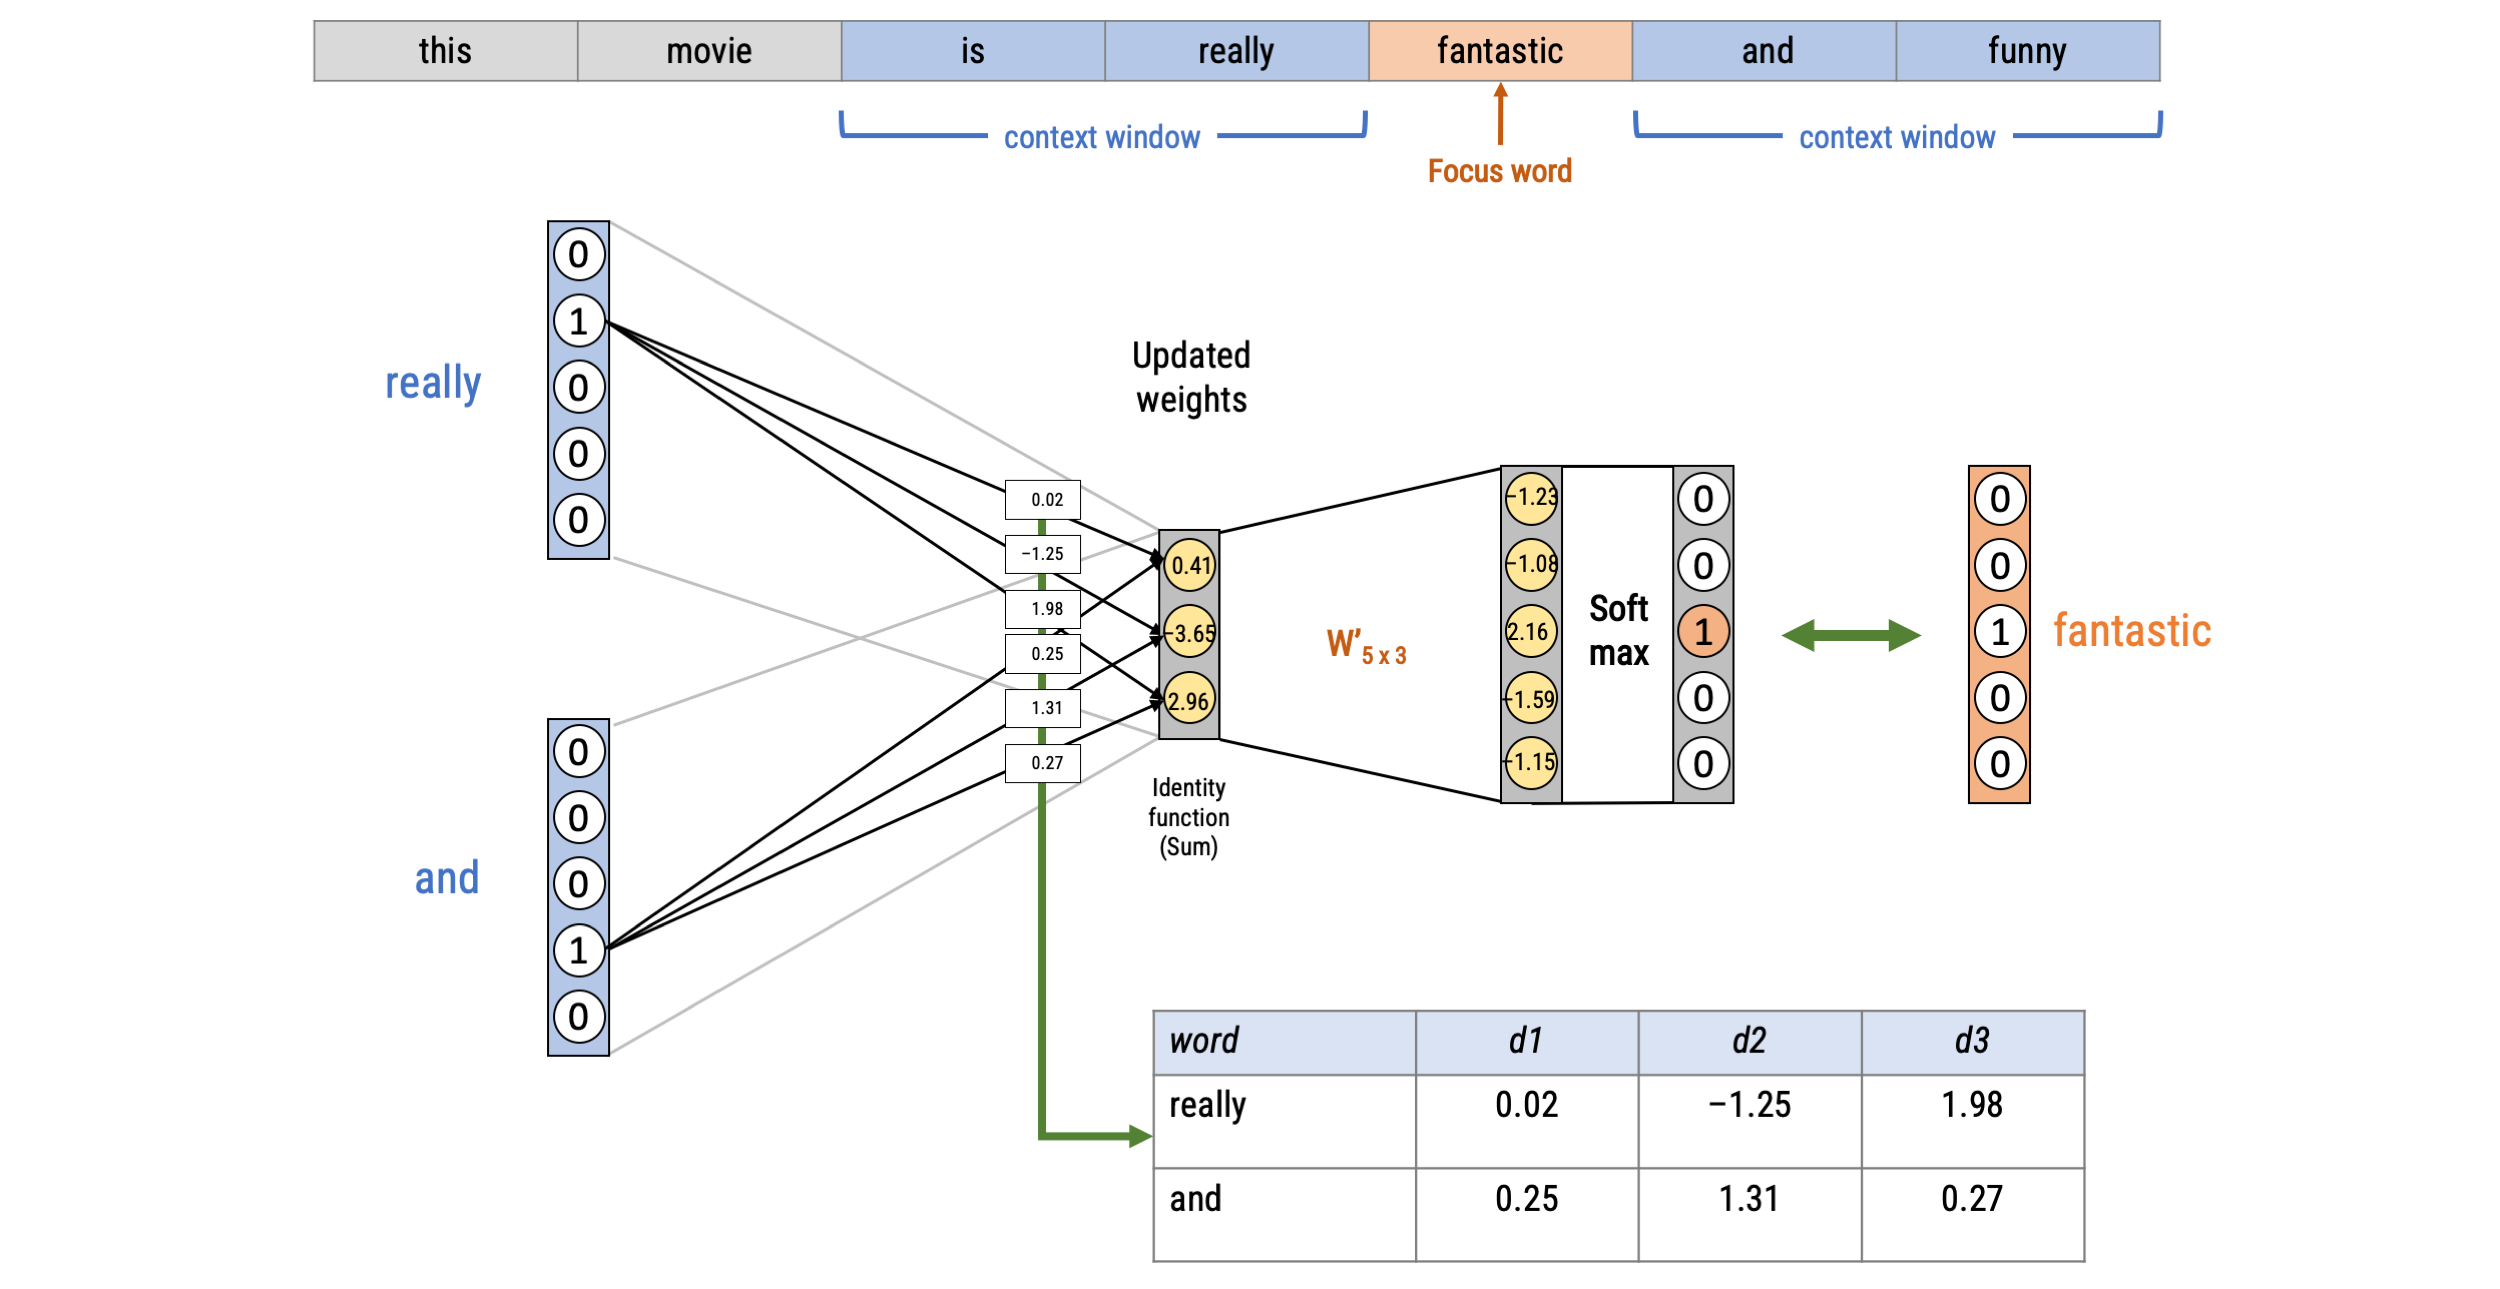 this movie is really fantastic and funny
context window context window
Focus word
0
1
0
0
0
really
Updated
weights
0.02
−1.25
1.98
0.25
1.31
0.27
0.41
−3.65
2.96
Identity
function
(Sum)
W’5 x 3
−1.23
−1.08
2.16
−1.59
−1.15
Soft
max
0
0
1
0
0
0
0
1
0
0
fantastic
and
0
0
0
1
0
word d1 d2 d3
really 0.02 −1.25 1.98
and 0.25 1.31 0.27